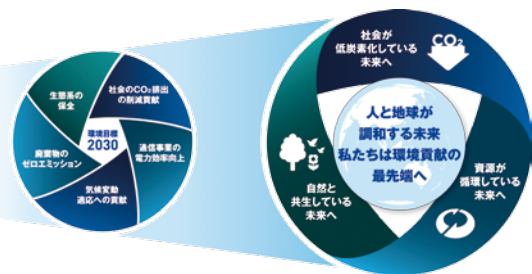 社会のCO₂排出
の削減貢献
生態系の
保全
環境目標
2030
通信事業の
電力効率向上
廃棄物の
ゼロエミッション
気候変動
適応への貢献
社会が
低炭素化している
未来へ
CO₂
人と地球が
調和する未来
私たちは環境貢献の
最先端へ
資源が
循環している
未来へ
自然と
共生している
未来へ